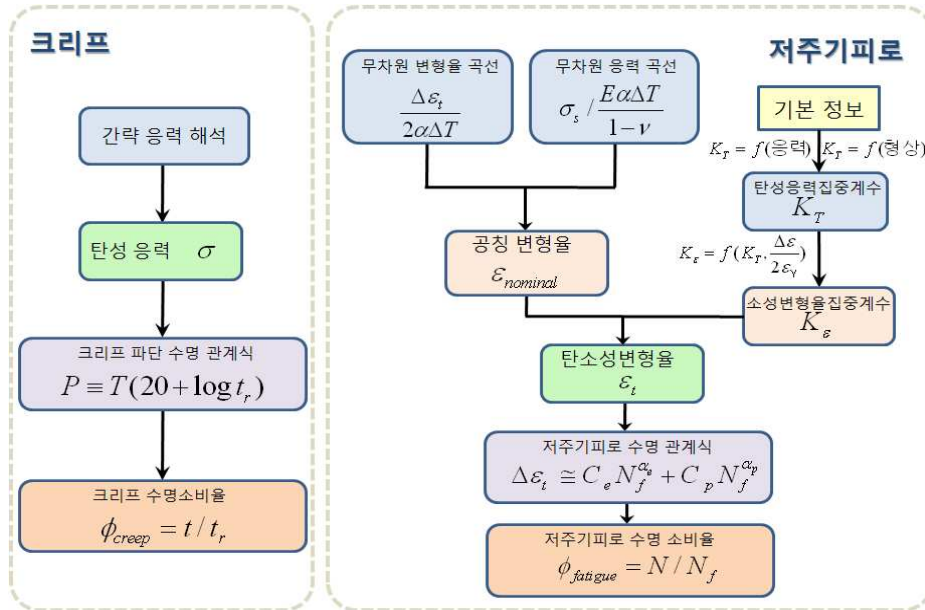 크리프
간략 응력 해석
탄성 응력 σ
크리프 파단 수명 관계식
P ≡ T(20 + log t_r)
크리프 수명소비율
ϕ_creep = t / t_r
저주기피로
무차원 변형율 곡선
Δε_t / 2αΔT
무차원 응력 곡선
σ_s / EαΔT / 1−ν
기본 정보
K_T = f(응력) K_T = f(형상)
탄성응력집중계수
K_T
공칭 변형율
ε_nominal
K_ε = f(K_T, Δε / 2ε_γ)
소성변형율집중계수
K_ε
탄소성변형율
ε_t
저주기피로 수명 관계식
Δε_t ≅ C_e N_f^α_e + C_p N_f^α_p
저주기피로 수명 소비율
ϕ_fatigue = N / N_f